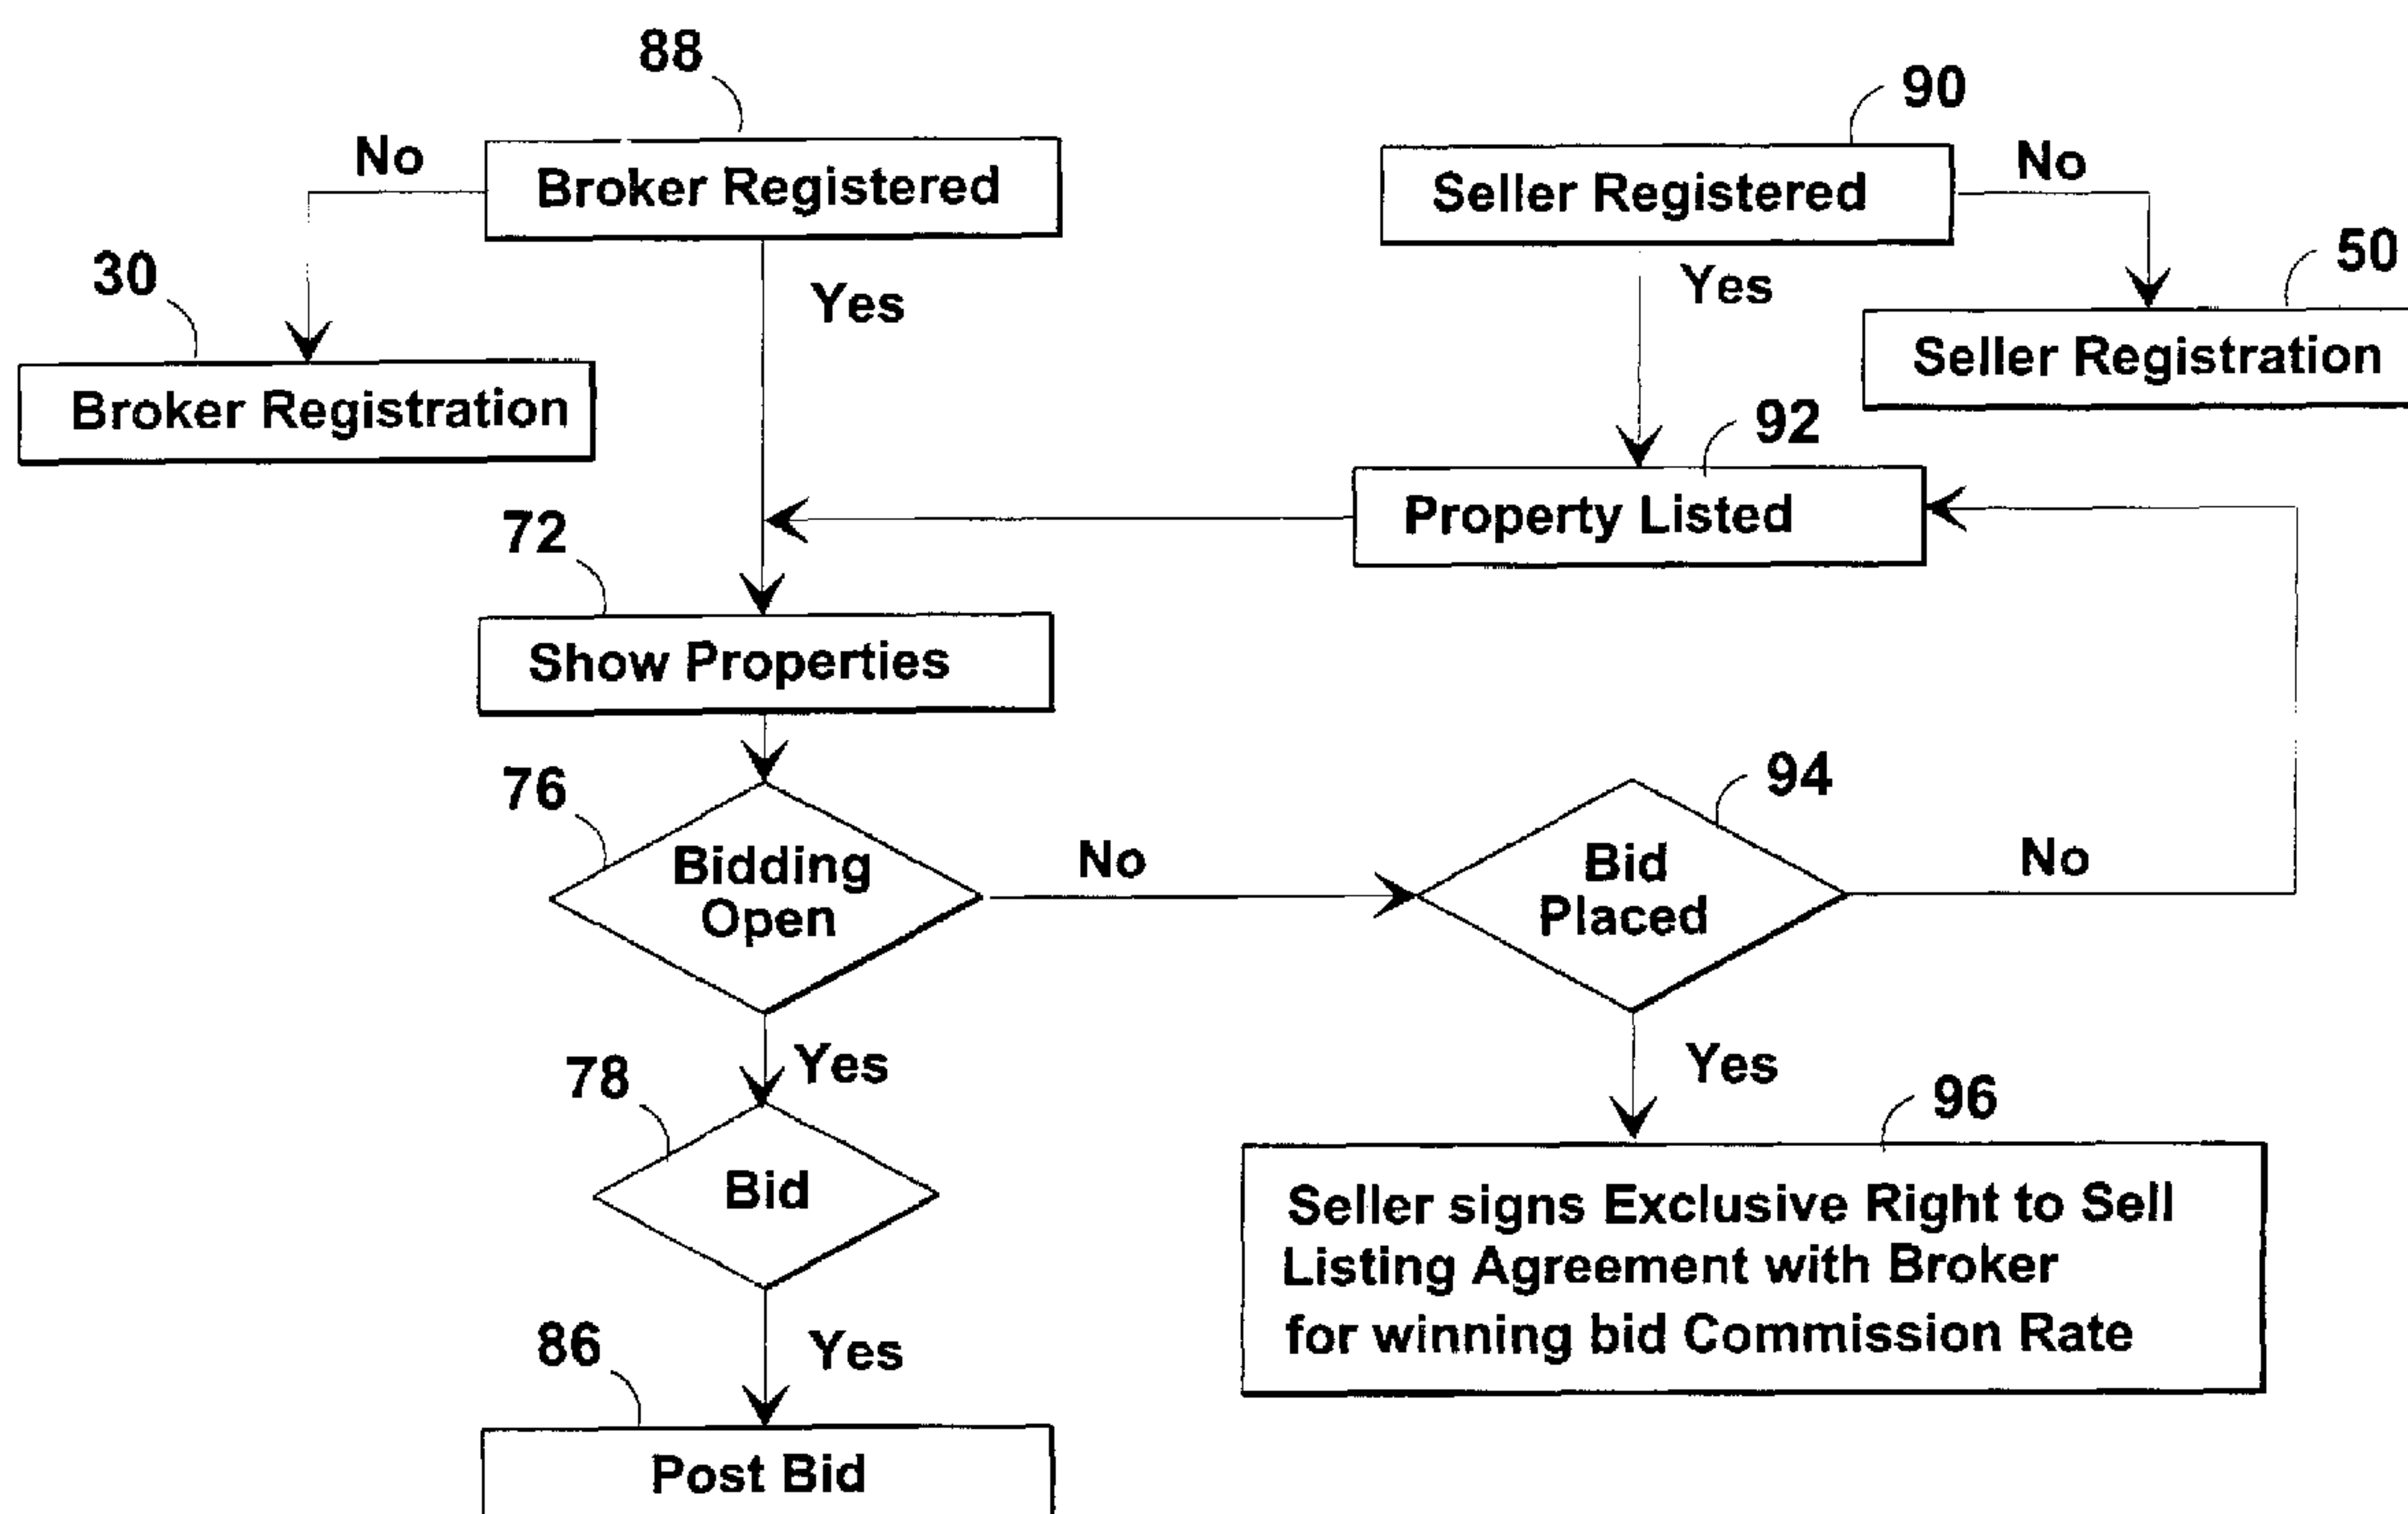 88
90
No
Broker Registered
Seller Registered
No
30
Yes
Yes
50
Broker Registration
Seller Registration
92
Property Listed
72
Show Properties
76
94
Bidding
Open
No
Bid
Placed
No
78
Yes
Yes
96
Bid
Seller signs Exclusive Right to Sell
Listing Agreement with Broker
for winning bid Commission Rate
86
Yes
Post Bid